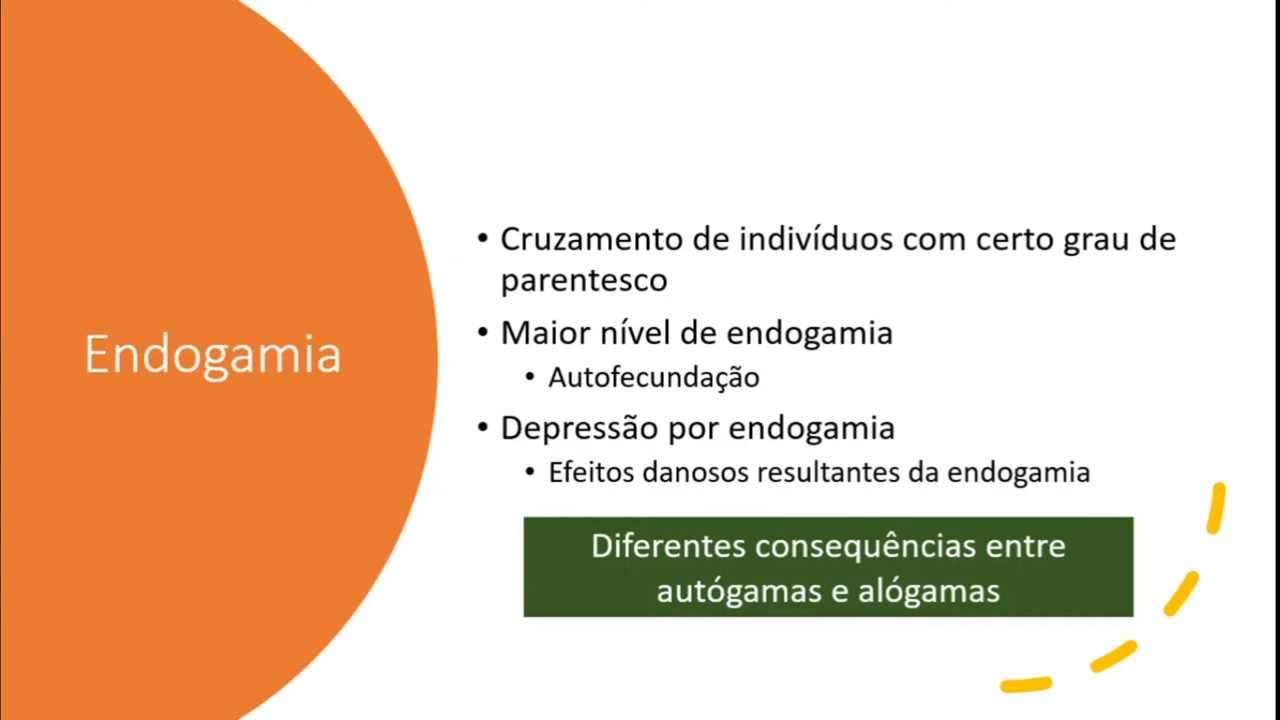 Endogamia
• Cruzamento de indivíduos com certo grau de
parentesco
• Maior nível de endogamia
• Autofecundação
• Depressão por endogamia
• Efeitos danosos resultantes da endogamia
Diferentes consequências entre
autógamas e alógamas